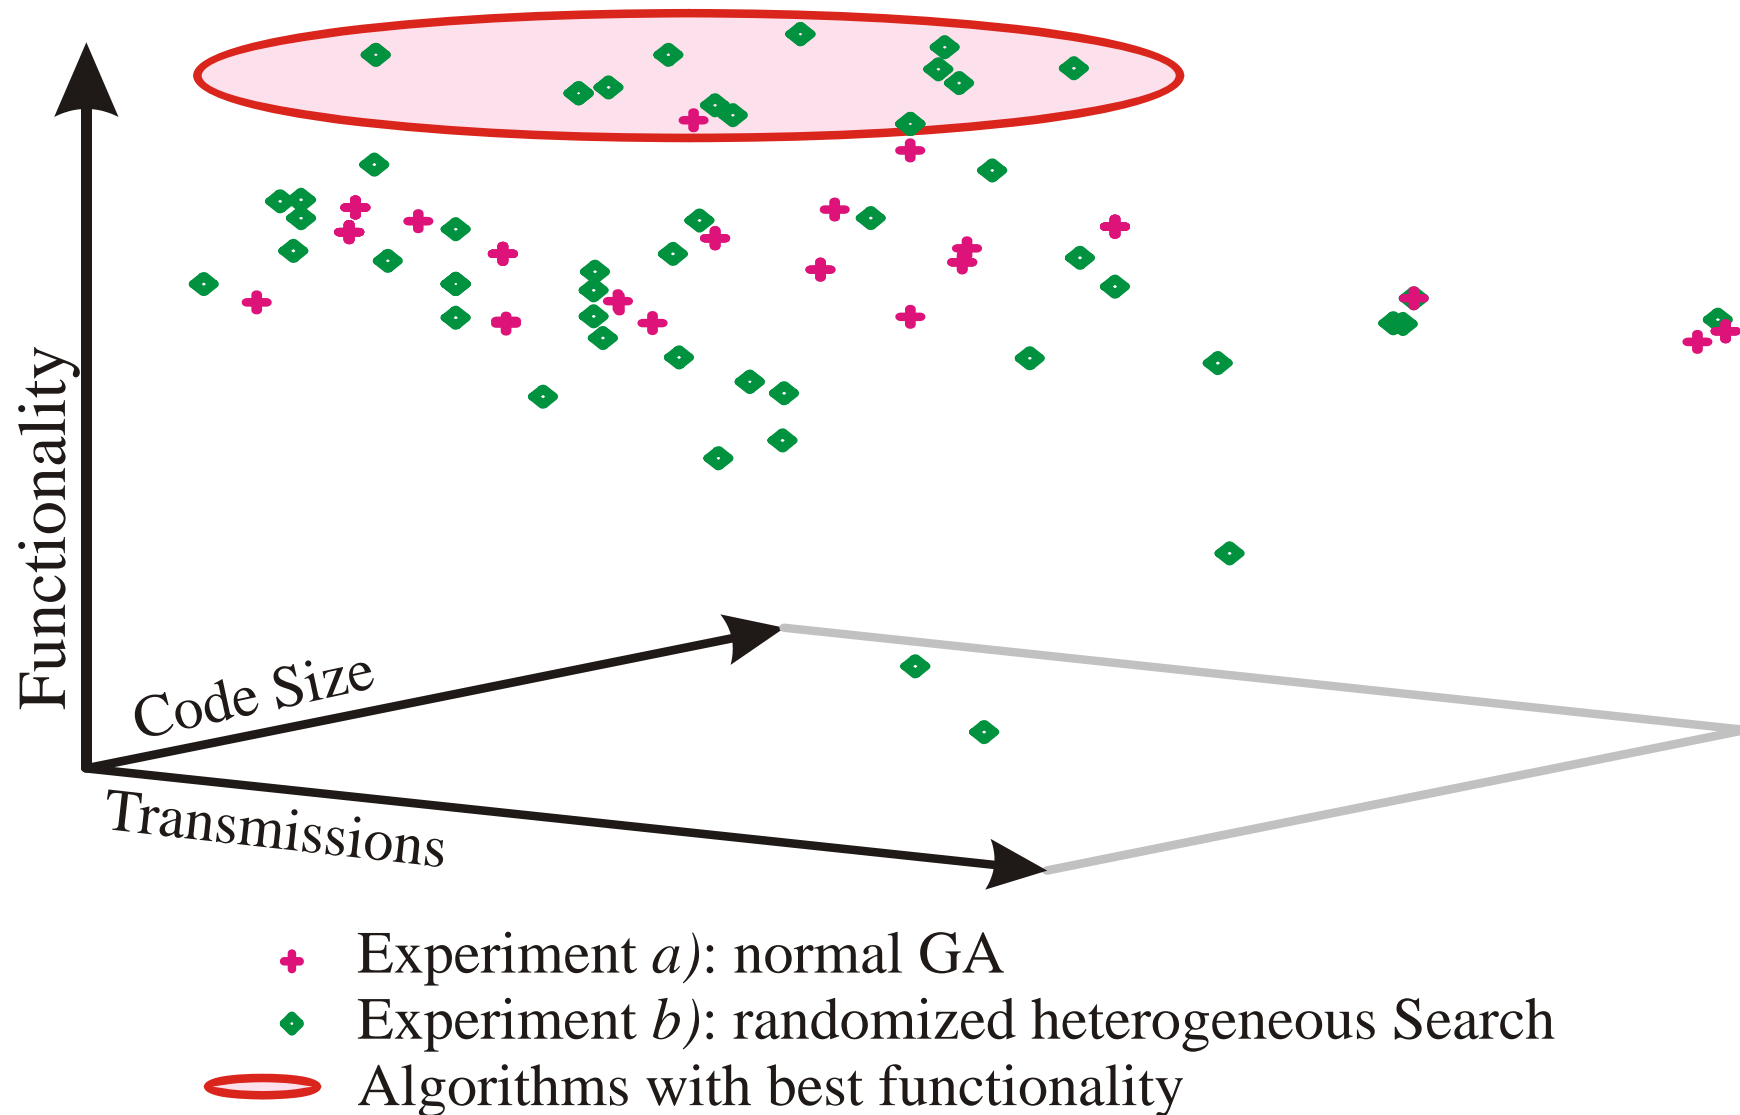 Functionality
Code Size
Transmissions
Experiment a): normal GA
Experiment b): randomized heterogeneous Search
Algorithms with best functionality